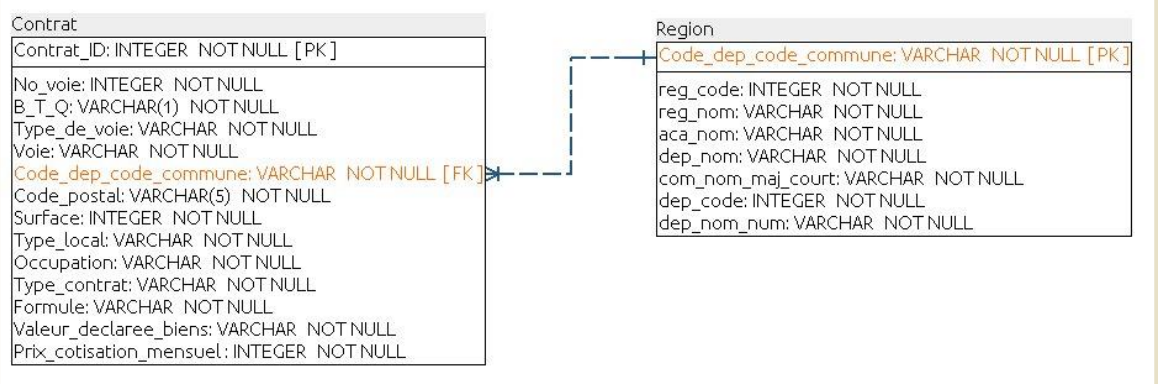 Contrat
Contrat_ID: INTEGER NOT NULL [ PK ]
No_voie: INTEGER NOT NULL
B_T_Q: VARCHAR(1) NOT NULL
Type_de_voie: VARCHAR NOT NULL
Voie: VARCHAR NOT NULL
Code_dep_code_commune: VARCHAR NOT NULL [ FK ]
Code_postal: VARCHAR(5) NOT NULL
Surface: INTEGER NOT NULL
Type_local: VARCHAR NOT NULL
Occupation: VARCHAR NOT NULL
Type_contrat: VARCHAR NOT NULL
Formule: VARCHAR NOT NULL
Valeur_declaree_biens: VARCHAR NOT NULL
Prix_cotisation_mensuel: INTEGER NOT NULL
Region
Code_dep_code_commune: VARCHAR NOT NULL [ PK ]
reg_code: INTEGER NOT NULL
reg_nom: VARCHAR NOT NULL
aca_nom: VARCHAR NOT NULL
dep_nom: VARCHAR NOT NULL
com_nom_maj_court: VARCHAR NOT NULL
dep_code: INTEGER NOT NULL
dep_nom_num: VARCHAR NOT NULL